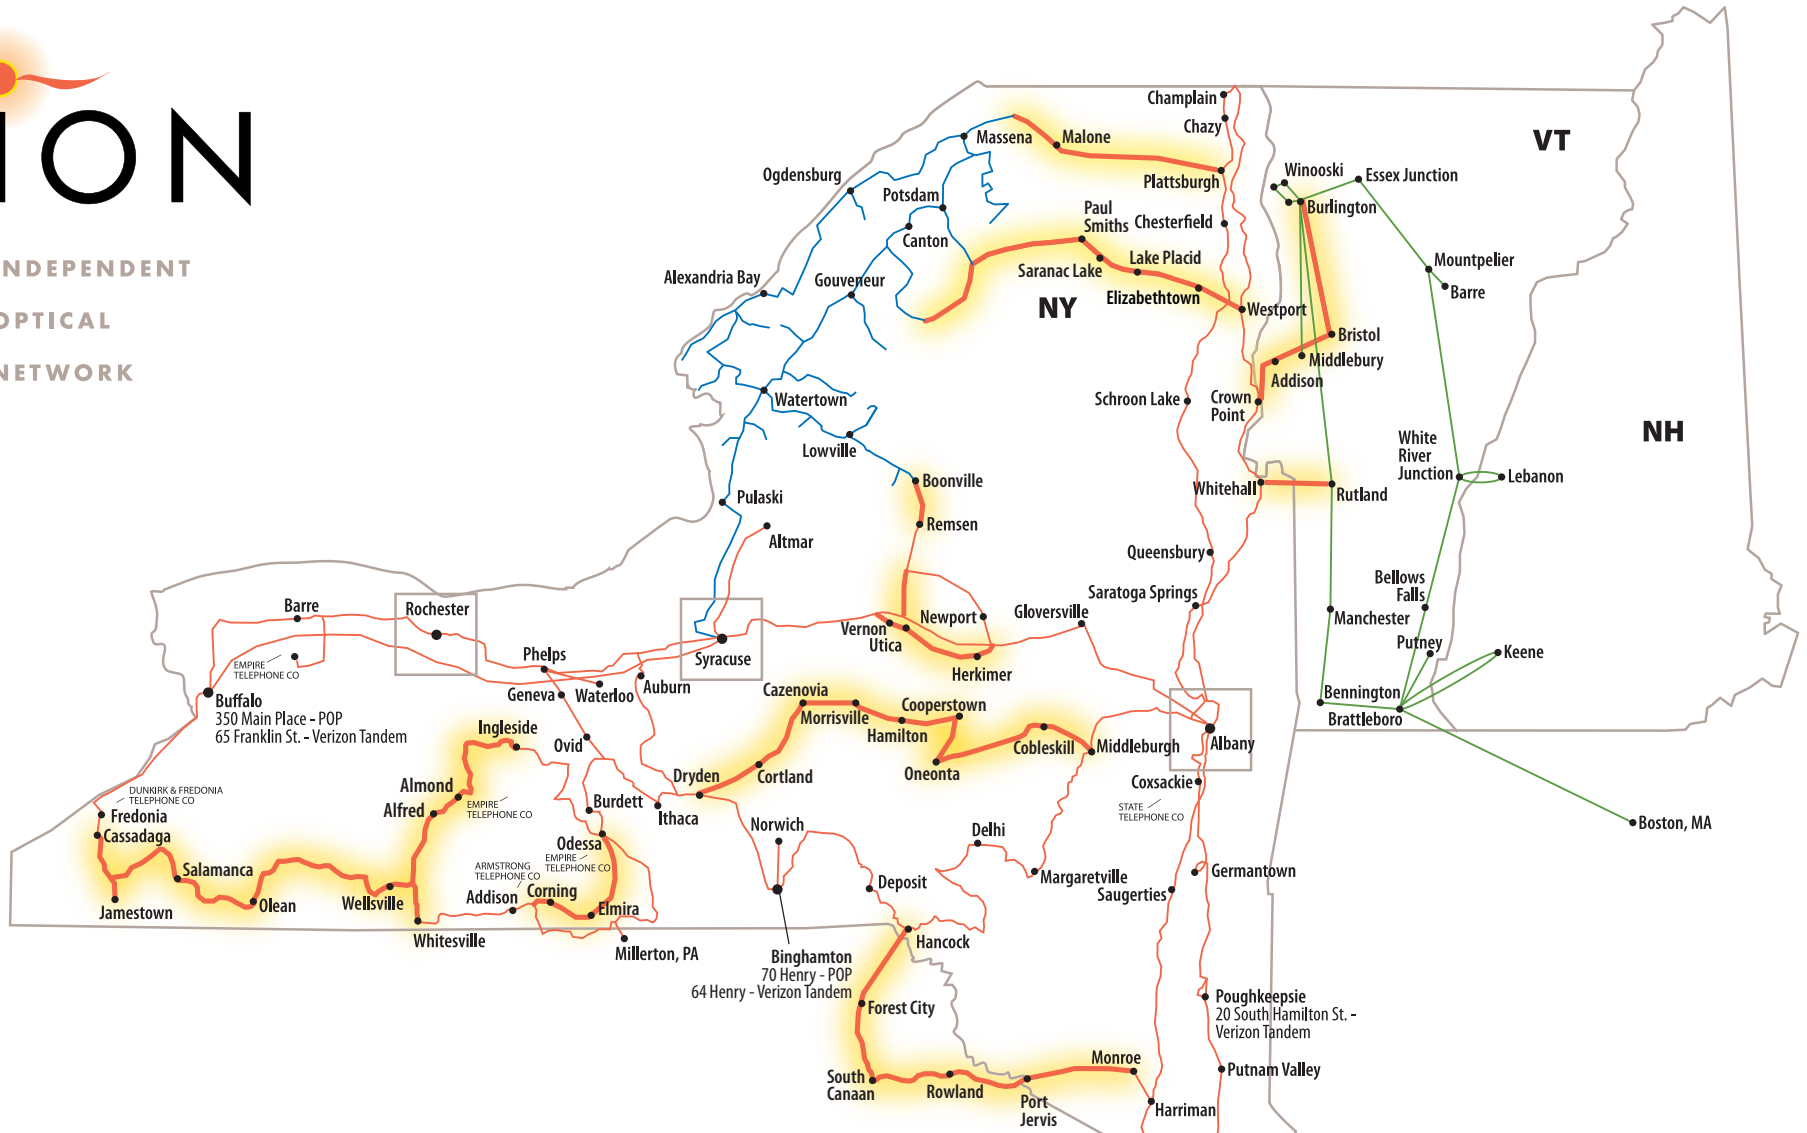 ION
INDEPENDENT
OPTICAL
NETWORK
VT
NY
NH
Champlain
Chazy
Massena
Malone
Plattsburgh
Ogdensburg
Potsdam
Canton
Paul
Smiths
Chesterfield
Saranac Lake
Lake Placid
Elizabethtown
Westport
Alexandria Bay
Gouveneur
Winooski
Essex Junction
Burlington
Mountpelier
Barre
Bristol
Middlebury
Addison
Crown
Point
Schroon Lake
Watertown
Lowville
Boonville
Remsen
Pulaski
Altmar
White
River
Junction
Lebanon
Whitehall
Rutland
Queensbury
Saratoga Springs
Bellows
Falls
Manchester
Putney
Keene
Bennington
Brattleboro
Boston, MA
Barre
Rochester
EMPIRE
TELEPHONE CO
Buffalo
350 Main Place - POP
65 Franklin St. - Verizon Tandem
Phelps
Geneva
Waterloo
Auburn
Syracuse
Vernon
Utica
Newport
Herkimer
Gloversville
Albany
Cazenovia
Morrisville
Hamilton
Cooperstown
Oneonta
Cobleskill
Middleburgh
Ingleside
Ovid
Dryden
Cortland
Ithaca
Burdett
Odessa
Almond
Alfred
EMPIRE
TELEPHONE CO
DUNKIRK & FREDONIA
TELEPHONE CO
Fredonia
Cassadaga
Salamanca
Jamestown
Olean
Wellsville
Whitesville
ARMSTRONG
TELEPHONE CO
EMPIRE
TELEPHONE CO
Addison
Corning
Elmira
Millerton, PA
Norwich
Binghamton
70 Henry - POP
64 Henry - Verizon Tandem
Deposit
Delhi
Margaretville
Hancock
Coxsackie
STATE
TELEPHONE CO
Germantown
Saugerties
Forest City
South
Canaan
Rowland
Port
Jervis
Monroe
Harriman
Poughkeepsie
20 South Hamilton St. -
Verizon Tandem
Putnam Valley